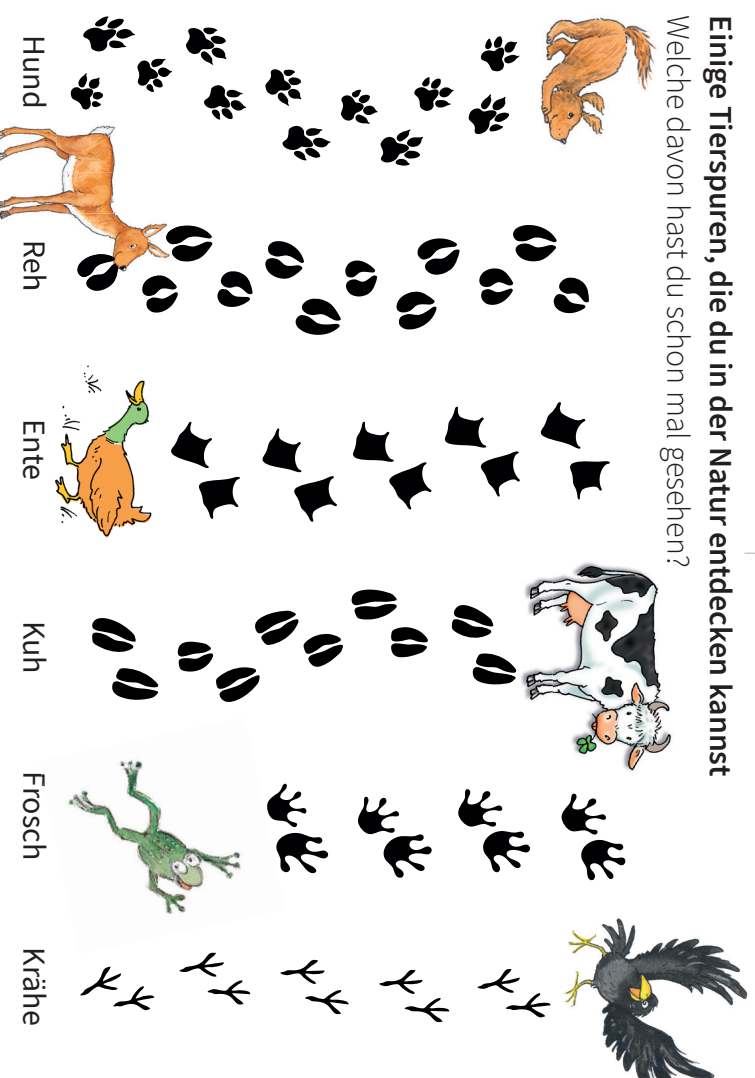 Einige Tierspuren, die du in der Natur entdecken kannst
Welche davon hast du schon mal gesehen?
Hund
Reh
Ente
Kuh
Frosch
Krähe